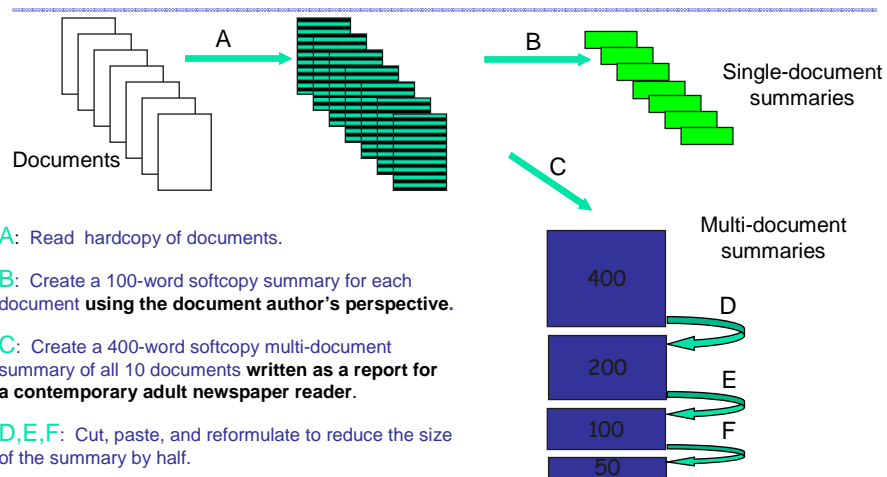 A
B
Single-document
summaries
Documents
C
Multi-document
summaries
A: Read hardcopy of documents.
B: Create a 100-word softcopy summary for each
document using the document author's perspective.
C: Create a 400-word softcopy multi-document
summary of all 10 documents written as a report for
a contemporary adult newspaper reader.
D,E,F: Cut, paste, and reformulate to reduce the size
of the summary by half.
400
D
200
E
100
F
50